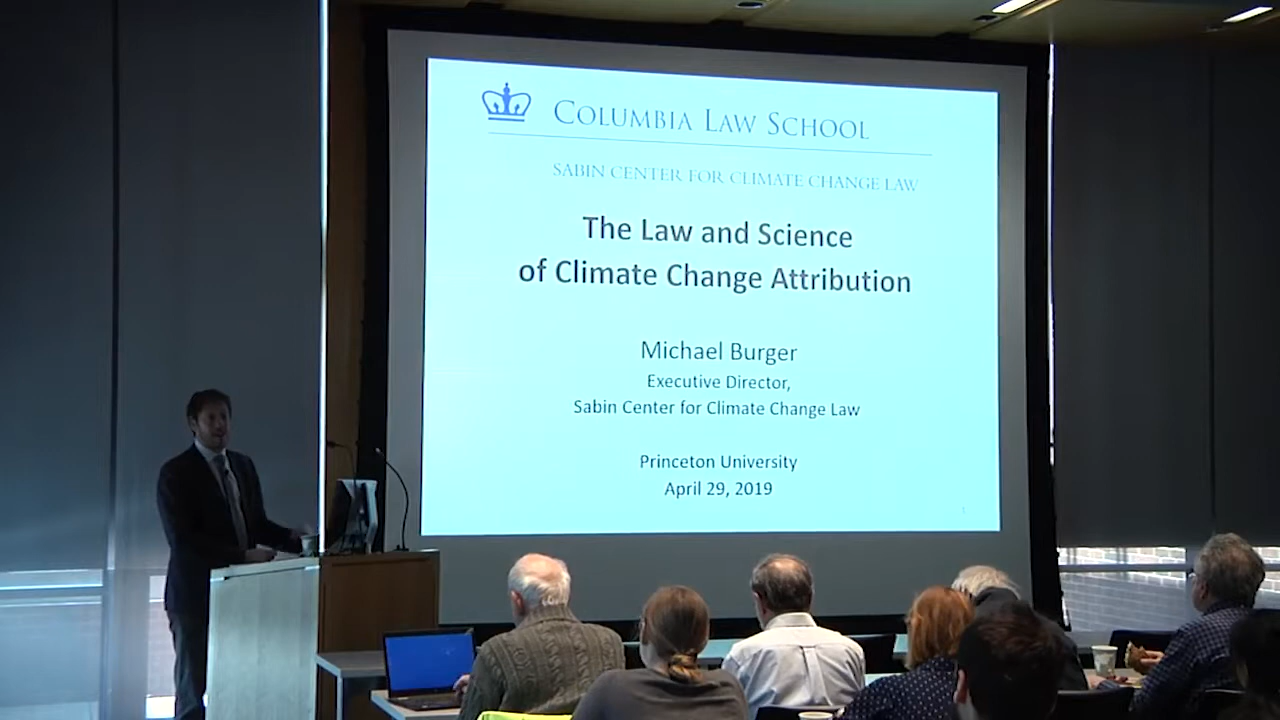 COLUMBIA LAW SCHOOL
SABIN CENTER FOR CLIMATE CHANGE LAW
The Law and Science
of Climate Change Attribution
Michael Burger
Executive Director,
Sabin Center for Climate Change Law
Princeton University
April 29, 2019
1